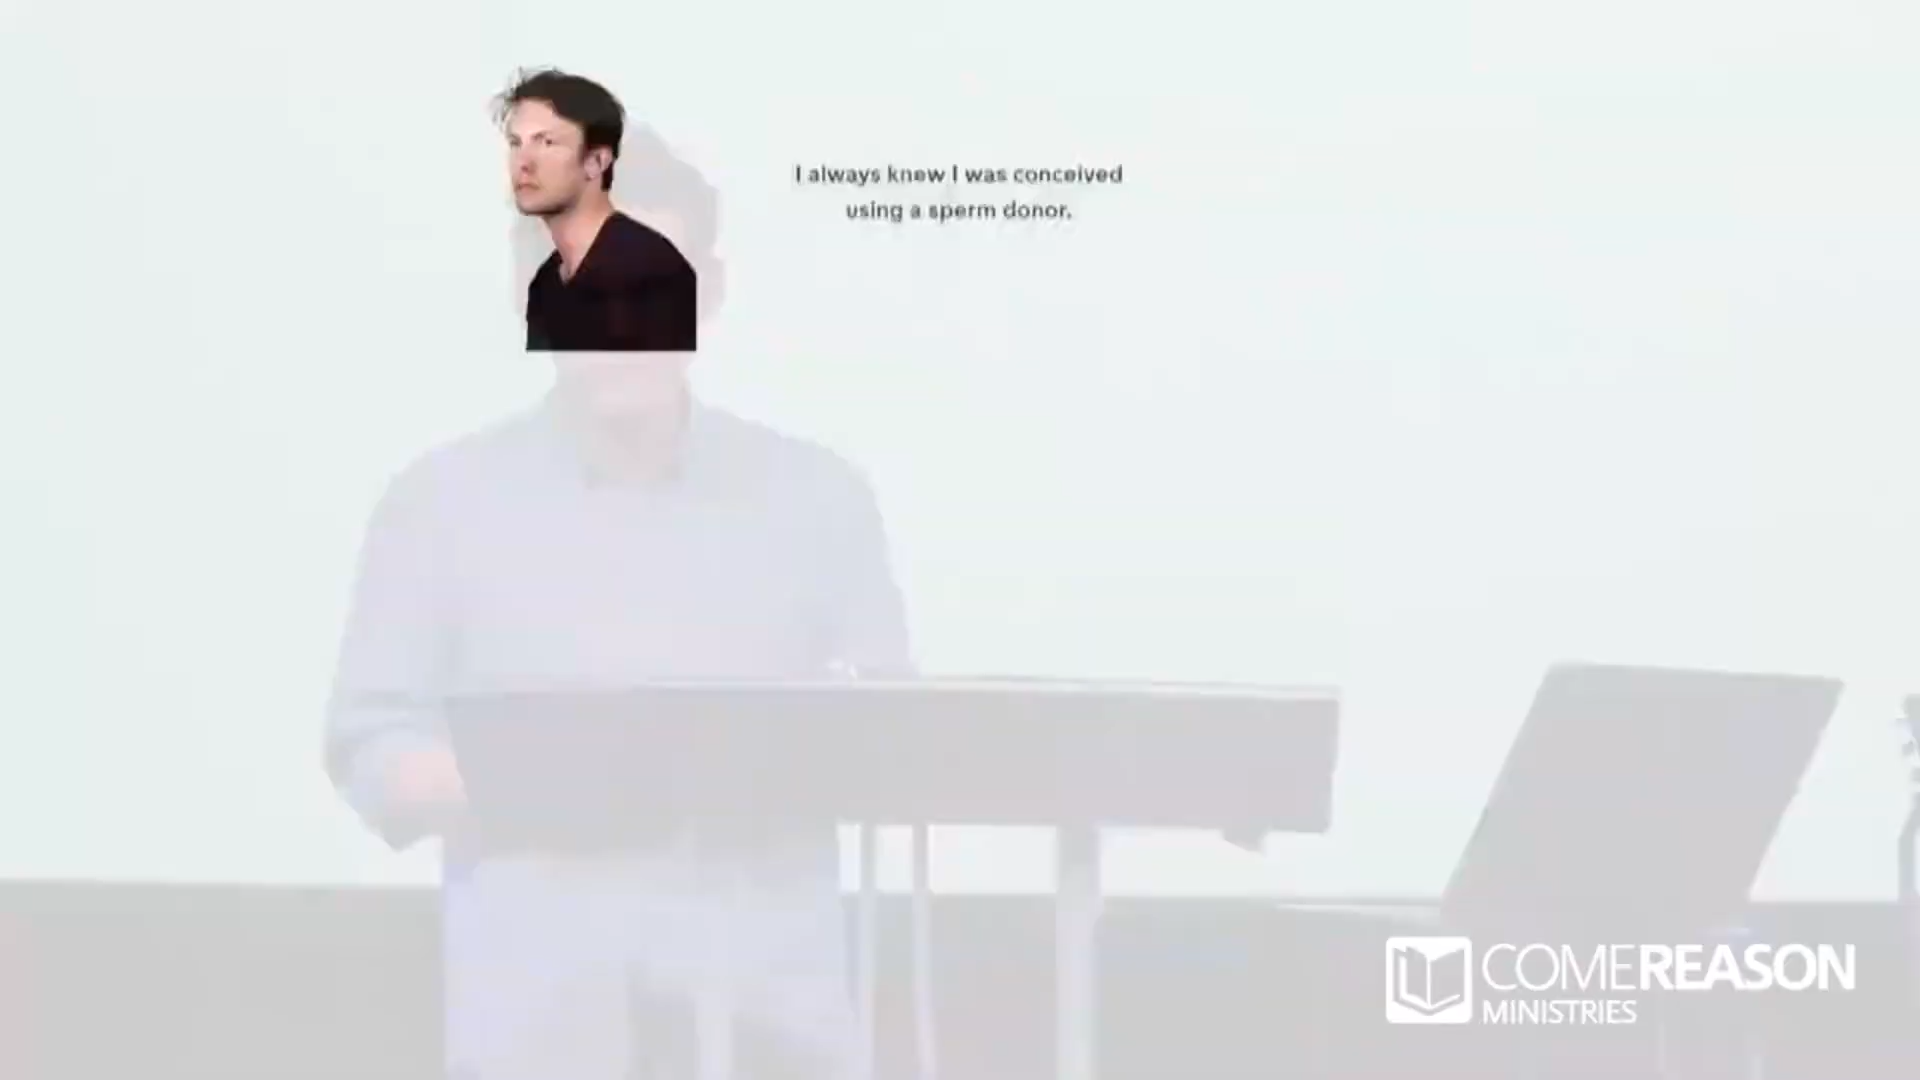 I always knew I was conceived
using a sperm donor.
COMEREASON
MINISTRIES